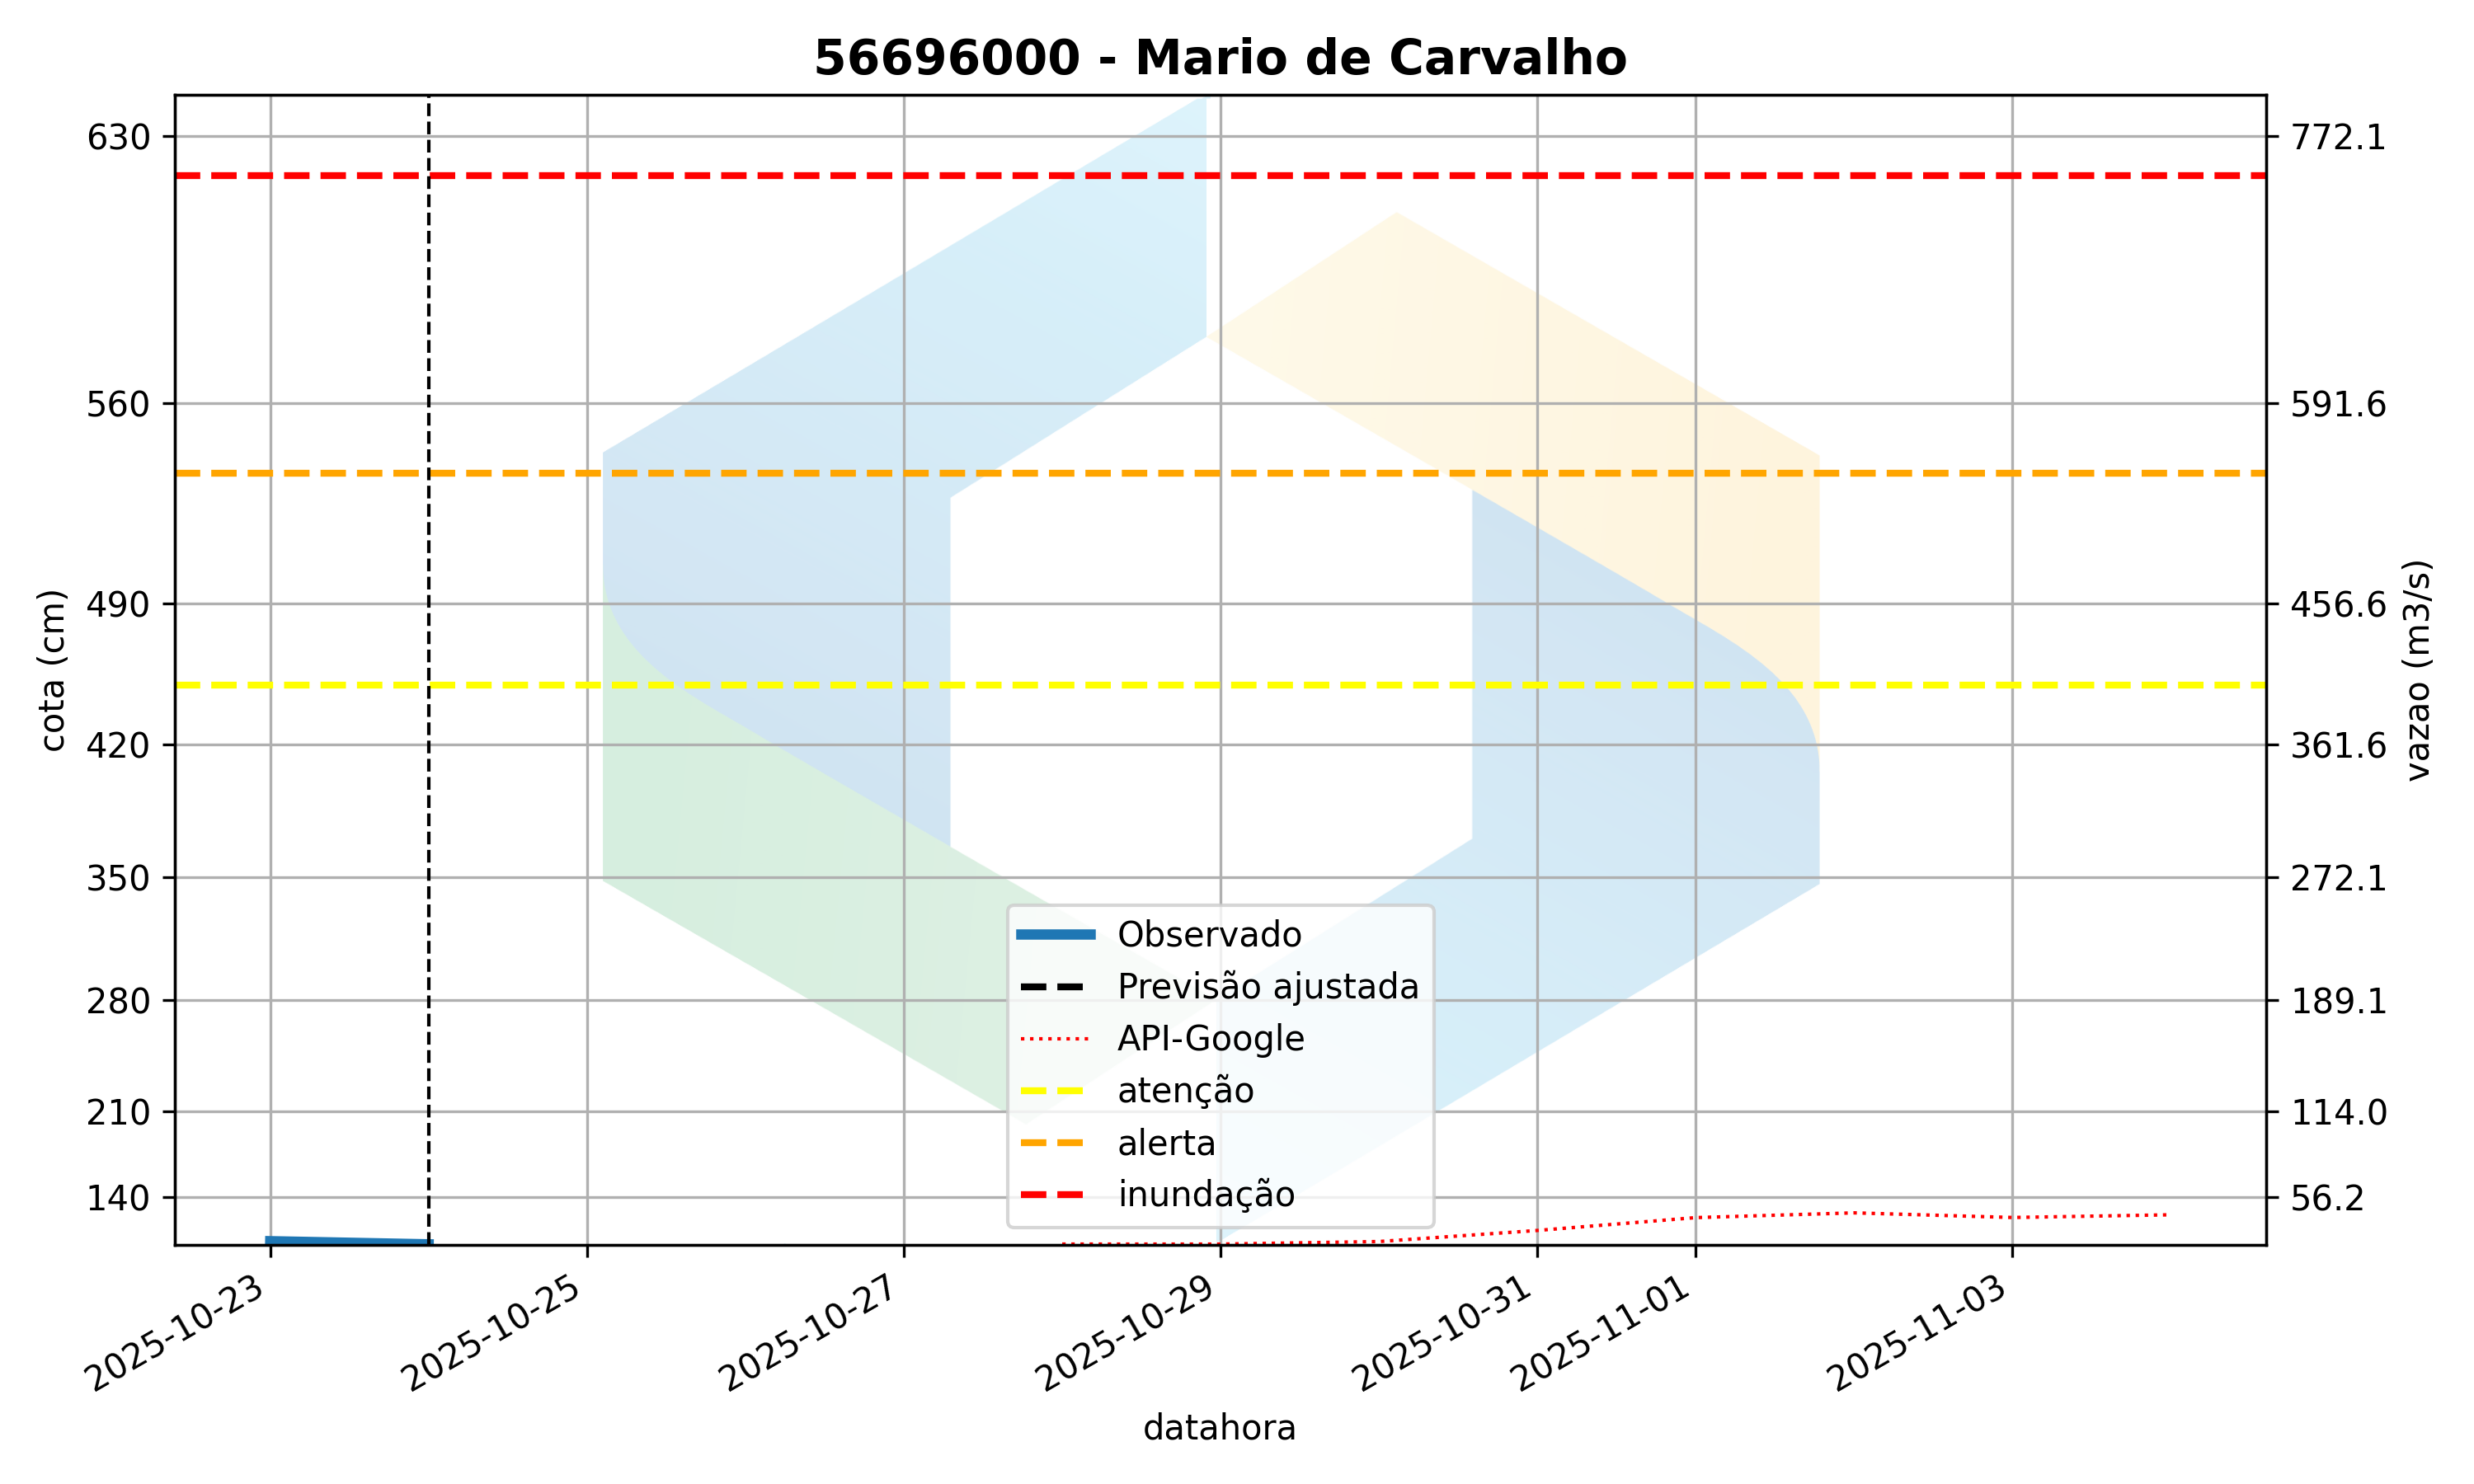 56696000 - Mario de Carvalho
630
560
490
420
350
280
210
140
cota (cm)
772.1
591.6
456.6
361.6
272.1
189.1
114.0
56.2
vazao (m3/s)
Observado
Previsão ajustada
API-Google
atenção
alerta
inundação
2025-10-23
2025-10-25
2025-10-27
2025-10-29
2025-10-31
2025-11-01
2025-11-03
datahora